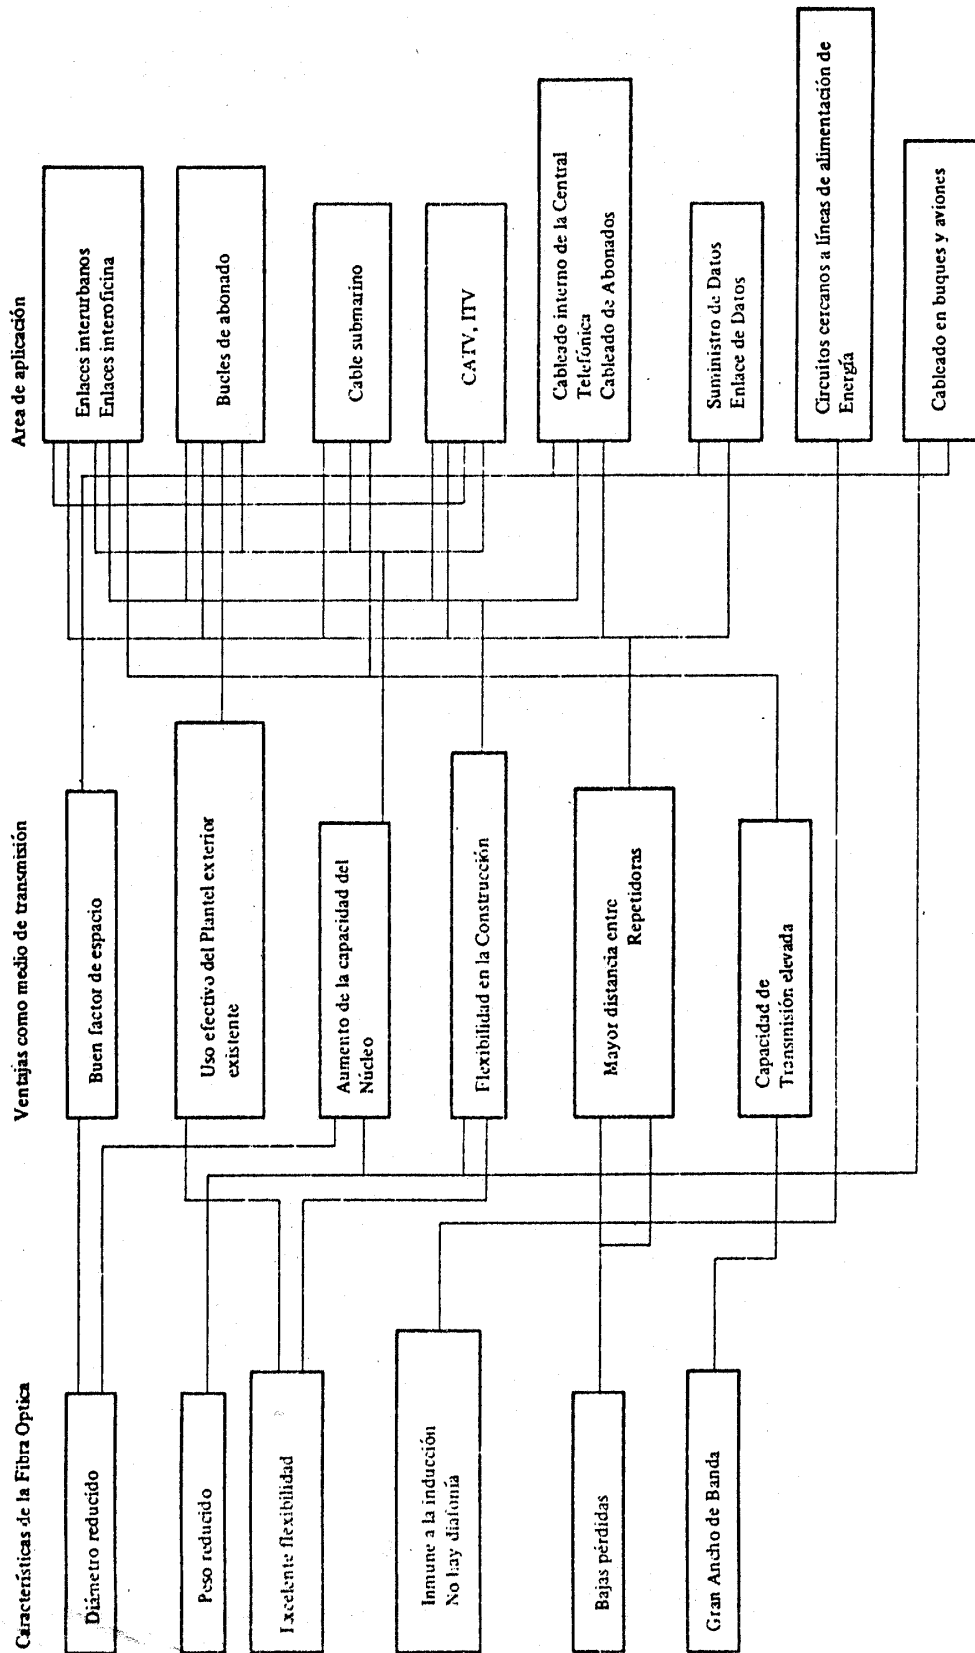 Características de la Fibra Optica
Diámetro reducido
Peso reducido
Excelente flexibilidad
Inmune a la inducción
No hay diafonía
Bajas pérdidas
Gran Ancho de Banda
Ventajas como medio de transmisión
Buen factor de espacio
Uso efectivo del Plantel exterior
existente
Aumento de la capacidad del
Núcleo
Flexibilidad en la Construcción
Mayor distancia entre
Repetidoras
Capacidad de
Transmisión elevada
Area de aplicación
Enlaces interurbanos
Enlaces interoficina
Bucles de abonado
Cable submarino
CATV, ITV
Cableado interno de la Central
Telefónica
Cableado de Abonados
Suministro de Datos
Enlace de Datos
Circuitos cercanos a líneas de alimentación de
Energía
Cableado en buques y aviones